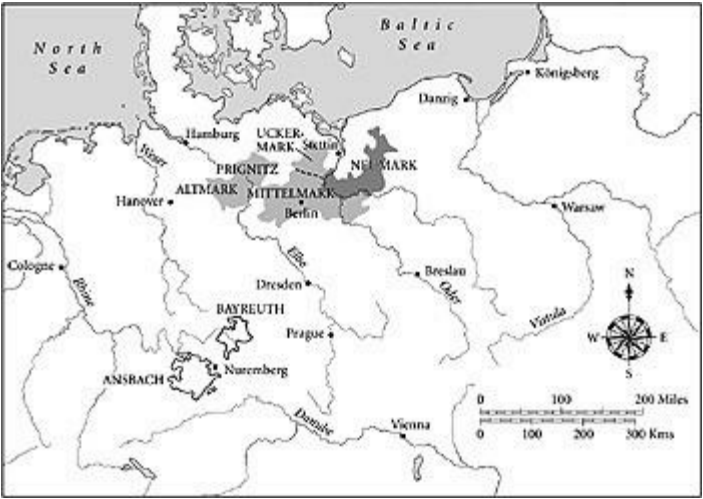 North
Sea
Baltic
Sea
Königsberg
Danzig
Hamburg
UCKER-
MARK
Stettin
Weser
PRIGNITZ
NEUMARK
ALTMARK
MITTELMARK
Hanover
Berlin
Warsaw
Elbe
Cologne
Rhine
Dresden
Breslau
Oder
N
BAYREUTH
Vistula
Prague
W
E
Nuremberg
ANSBACH
S
0 100 200 Miles
0 100 200 300 Kms
Danube
Vienna